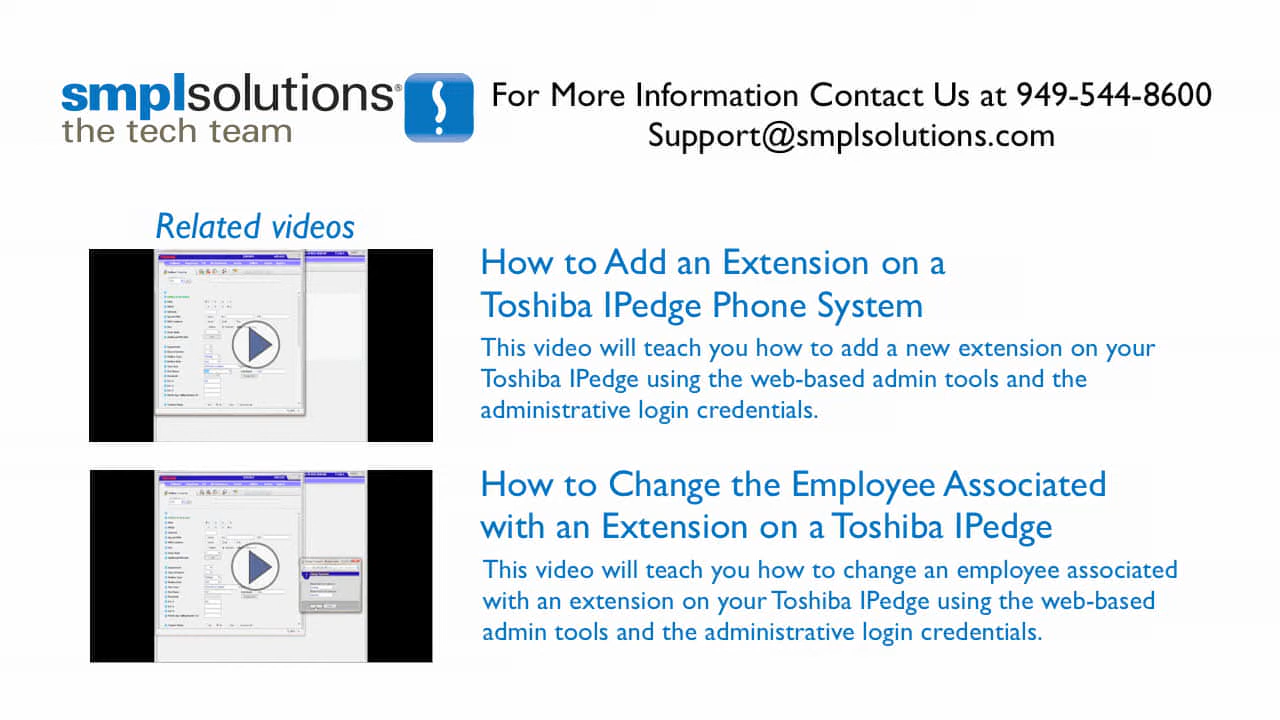 smplsolutions®
the tech team
For More Information Contact Us at 949-544-8600
Support@smplsolutions.com
Related videos
How to Add an Extension on a
Toshiba IPedge Phone System
This video will teach you how to add a new extension on your
Toshiba IPedge using the web-based admin tools and the
administrative login credentials.
How to Change the Employee Associated
with an Extension on a Toshiba IPedge
This video will teach you how to change an employee associated
with an extension on your Toshiba IPedge using the web-based
admin tools and the administrative login credentials.